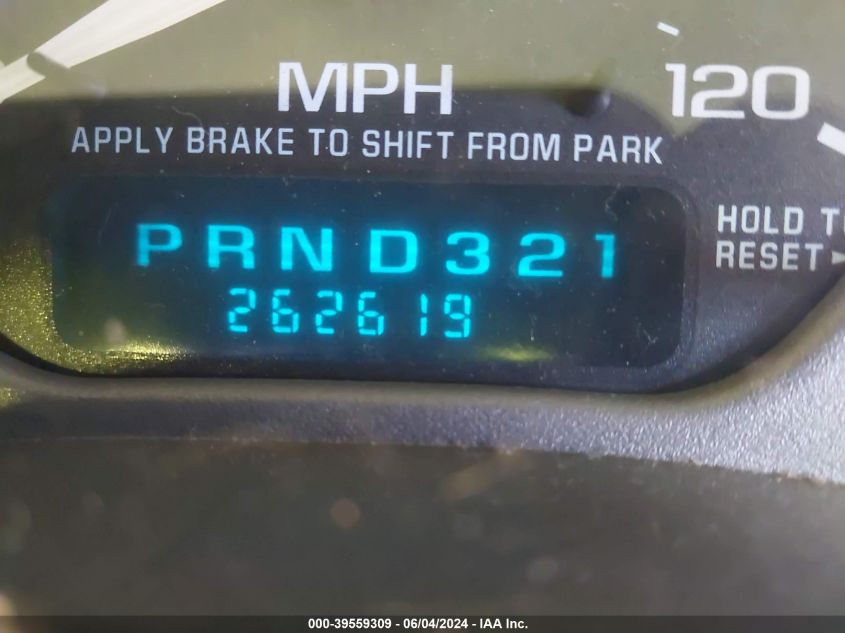 MPH
120
APPLY BRAKE TO SHIFT FROM PARK
PRND321
262619
HOLD
RESET
000-39559309 - 06/04/2024 - IAA Inc.